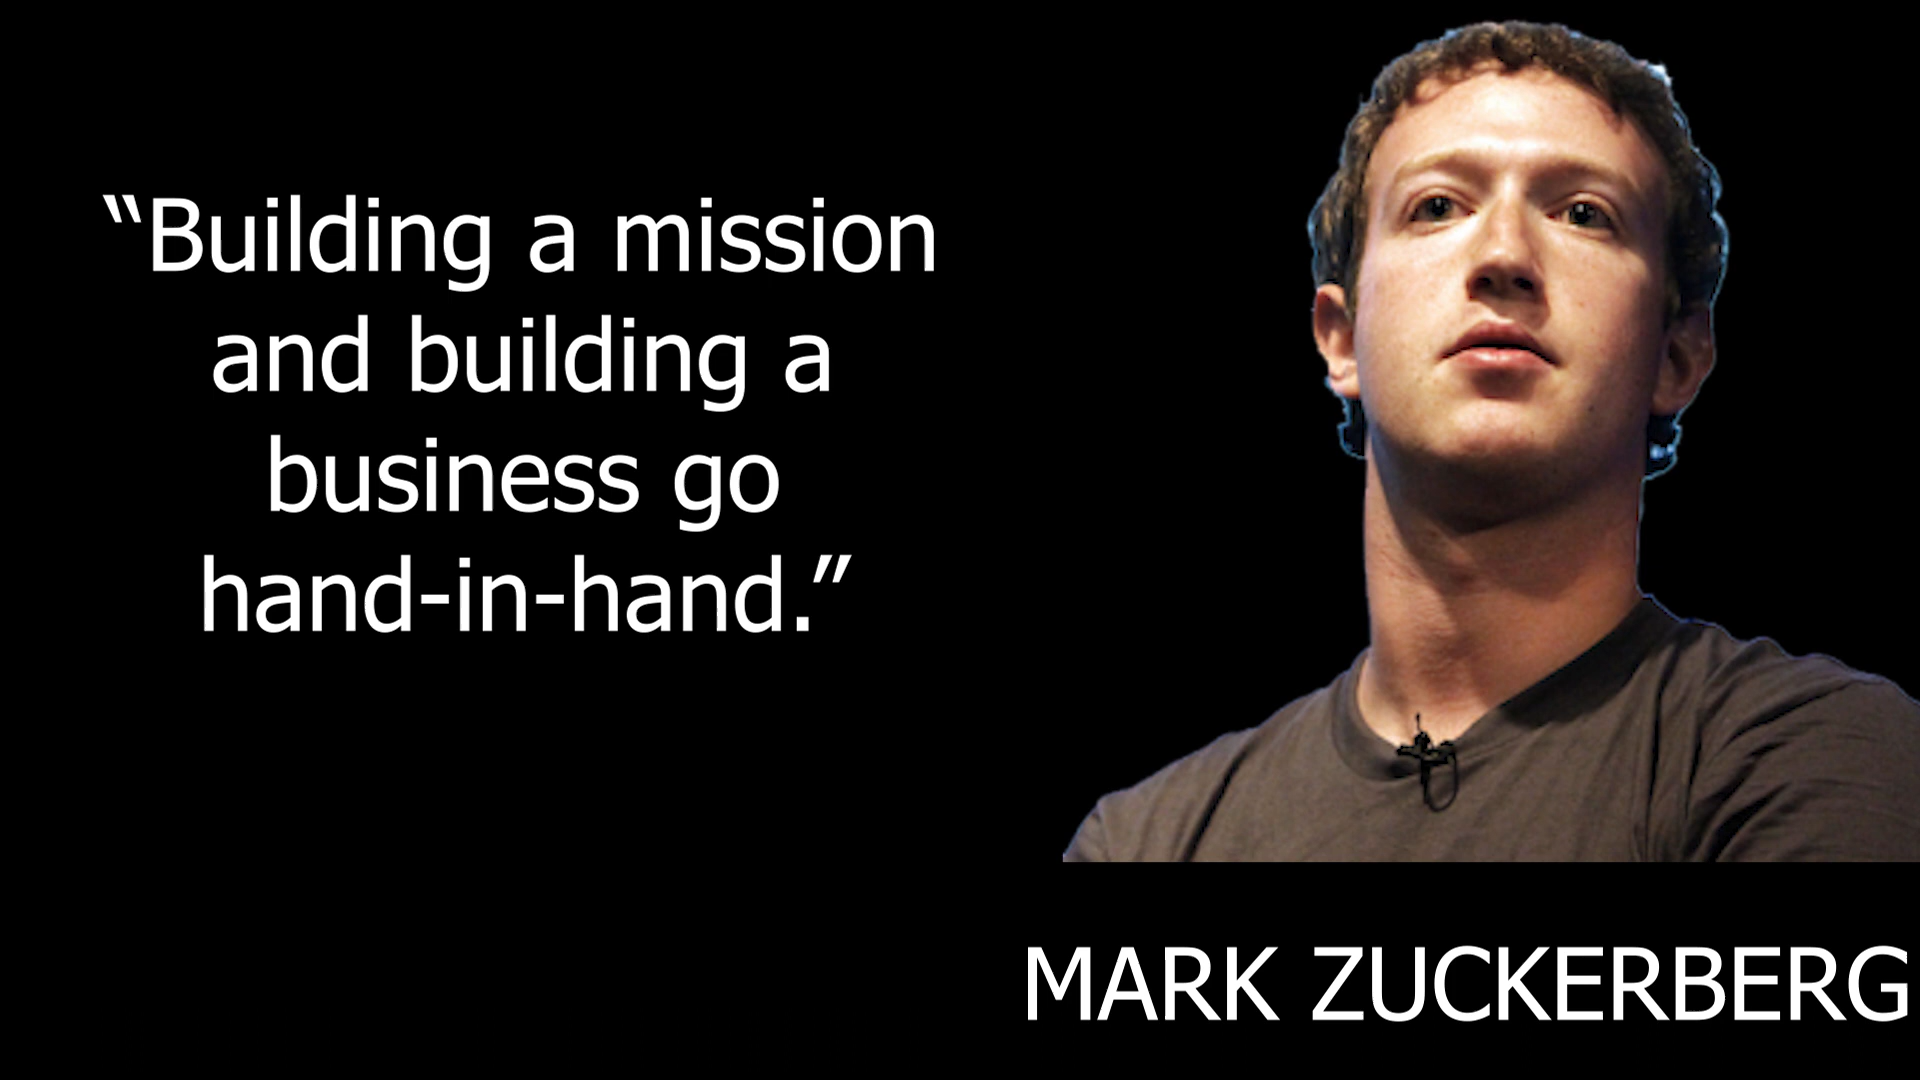 “Building a mission
and building a
business go
hand-in-hand.”
MARK ZUCKERBERG